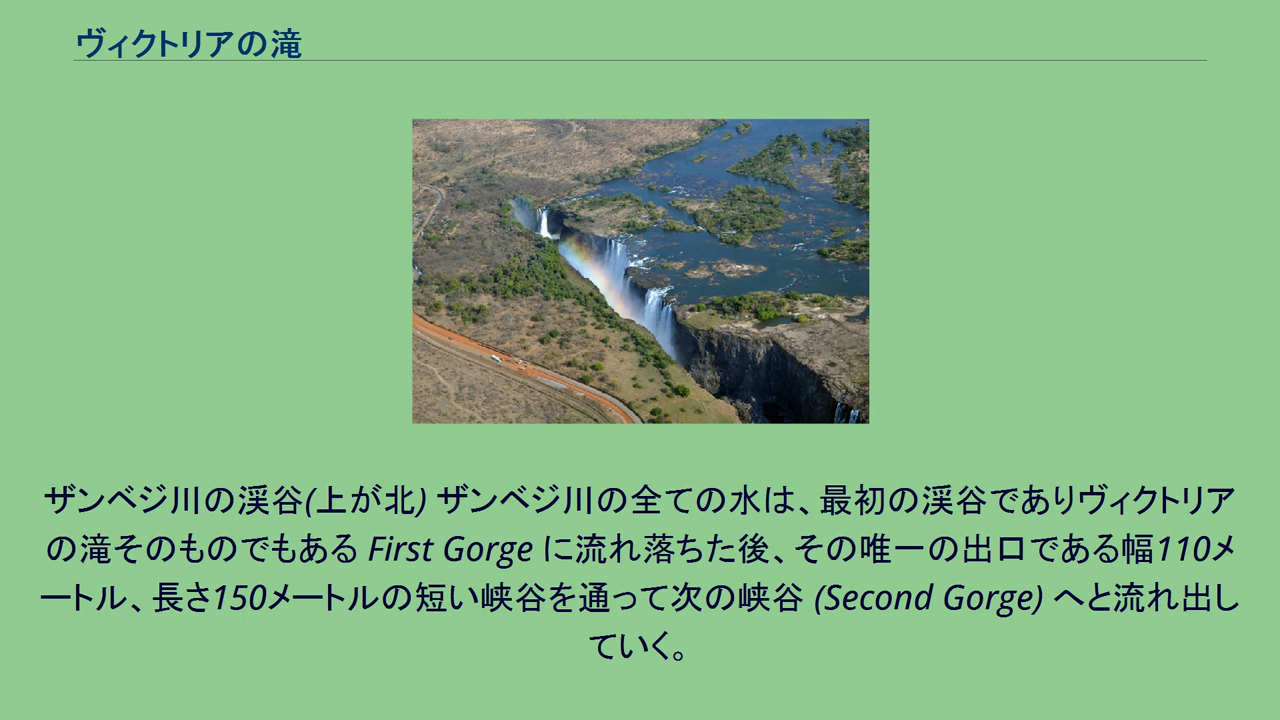 ヴィクトリアの滝
ザンベジ川の渓谷(上が北) ザンベジ川の全ての水は、最初の渓谷でありヴィクトリア
の滝そのものでもある First Gorge に流れ落ちた後、その唯一の出口である幅110メ
ートル、長さ150メートルの短い峡谷を通って次の峡谷 (Second Gorge) へと流れ出し
ていく。